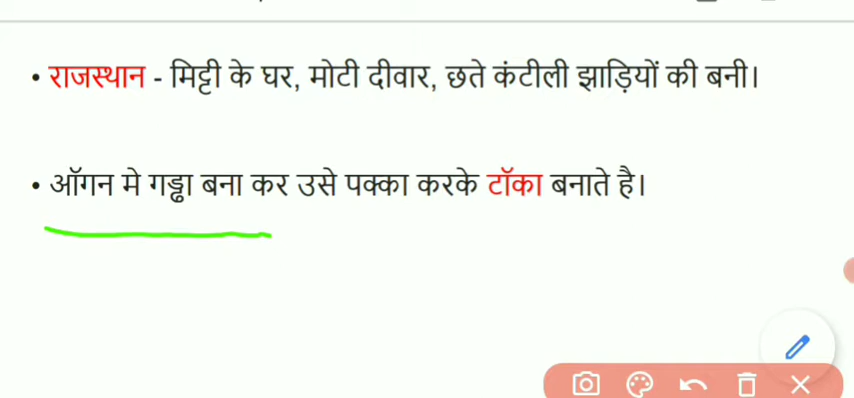 • राजस्थान - मिट्टी के घर, मोटी दीवार, छते कंटीली झाड़ियों की बनी।
• ऑगन मे गड्ढा बना कर उसे पक्का करके टॉका बनाते है।